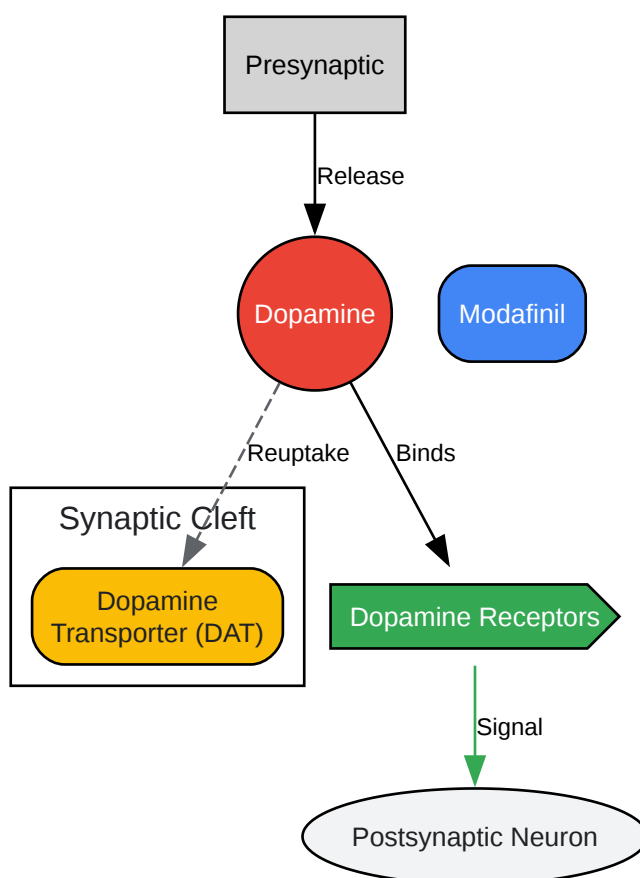 Presynaptic
Release
Dopamine
Modafinil
Reuptake
Binds
Synaptic Cleft
Dopamine
Transporter (DAT)
Dopamine Receptors
Signal
Postsynaptic Neuron